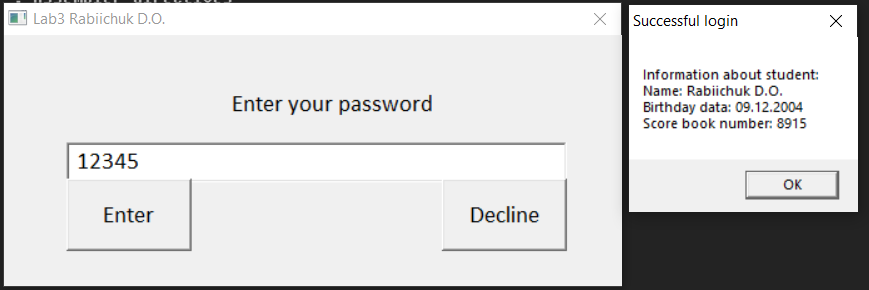 Lab3 Rabiichuk D.O.
Enter your password
12345
Enter
Decline
Successful login
Information about student:
Name: Rabiichuk D.O.
Birthday data: 09.12.2004
Score book number: 8915
OK